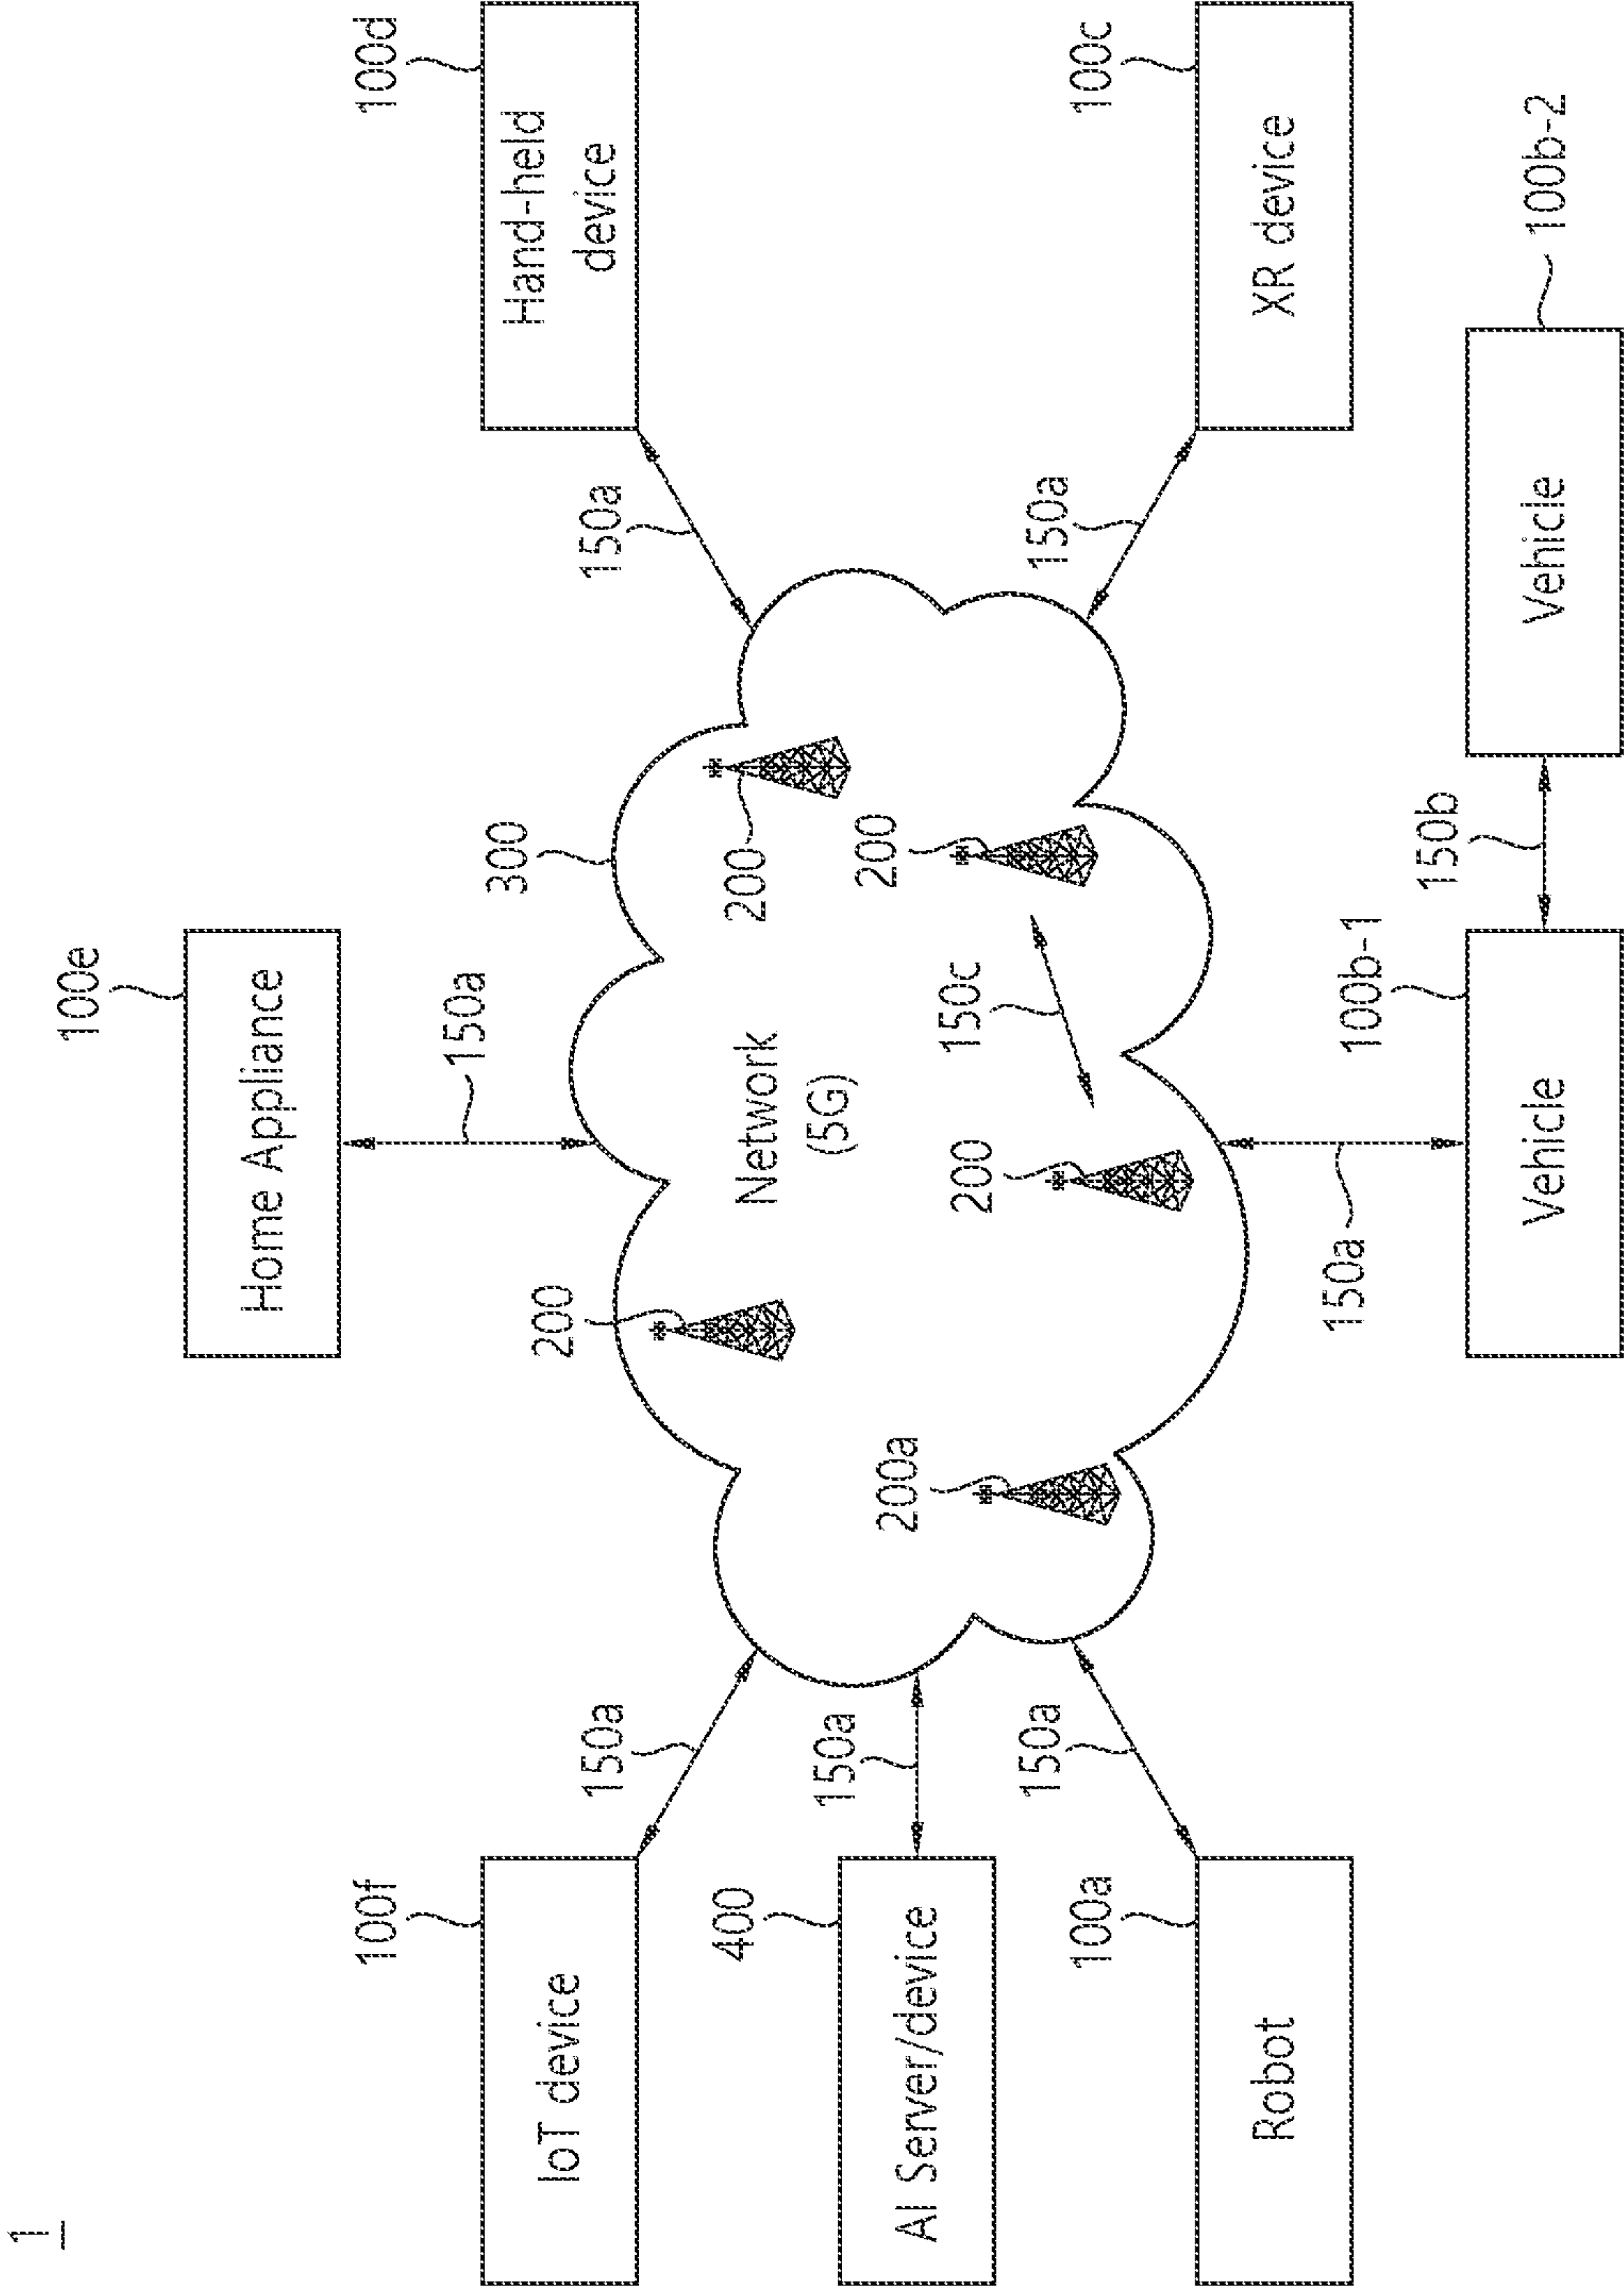 1
100e
Home Appliance
150a
100f
IoT device
150a
300
100d
Hand-held
device
150a
200
200
Network
(5G)
400
AI Server/device
150a
200a
200
150c
200
100a
Robot
150a
150a
100c
XR device
150a
100b-1
Vehicle
150b
Vehicle
100b-2